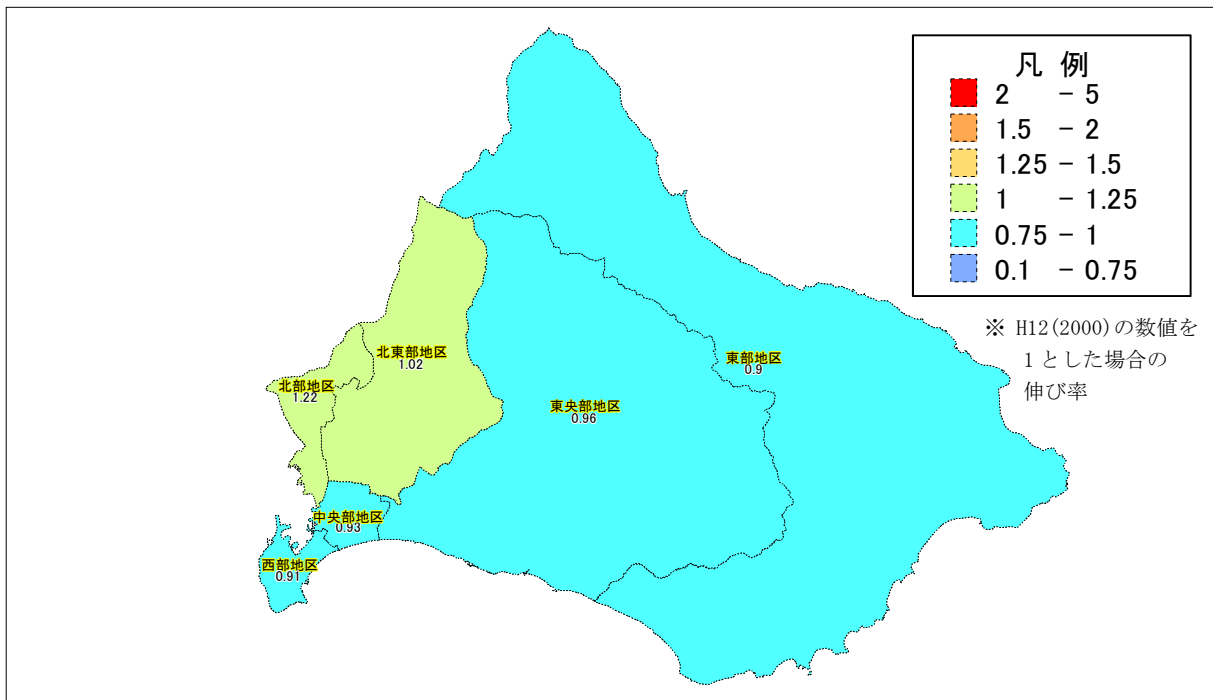 凡 例
2 - 5
1.5 - 2
1.25 - 1.5
1 - 1.25
0.75 - 1
0.1 - 0.75
※ H12(2000)の数値を
1とした場合の
伸び率
北東部地区
1.02
東部地区
0.9
北部地区
1.22
東央部地区
0.96
中央部地区
0.93
西部地区
0.91